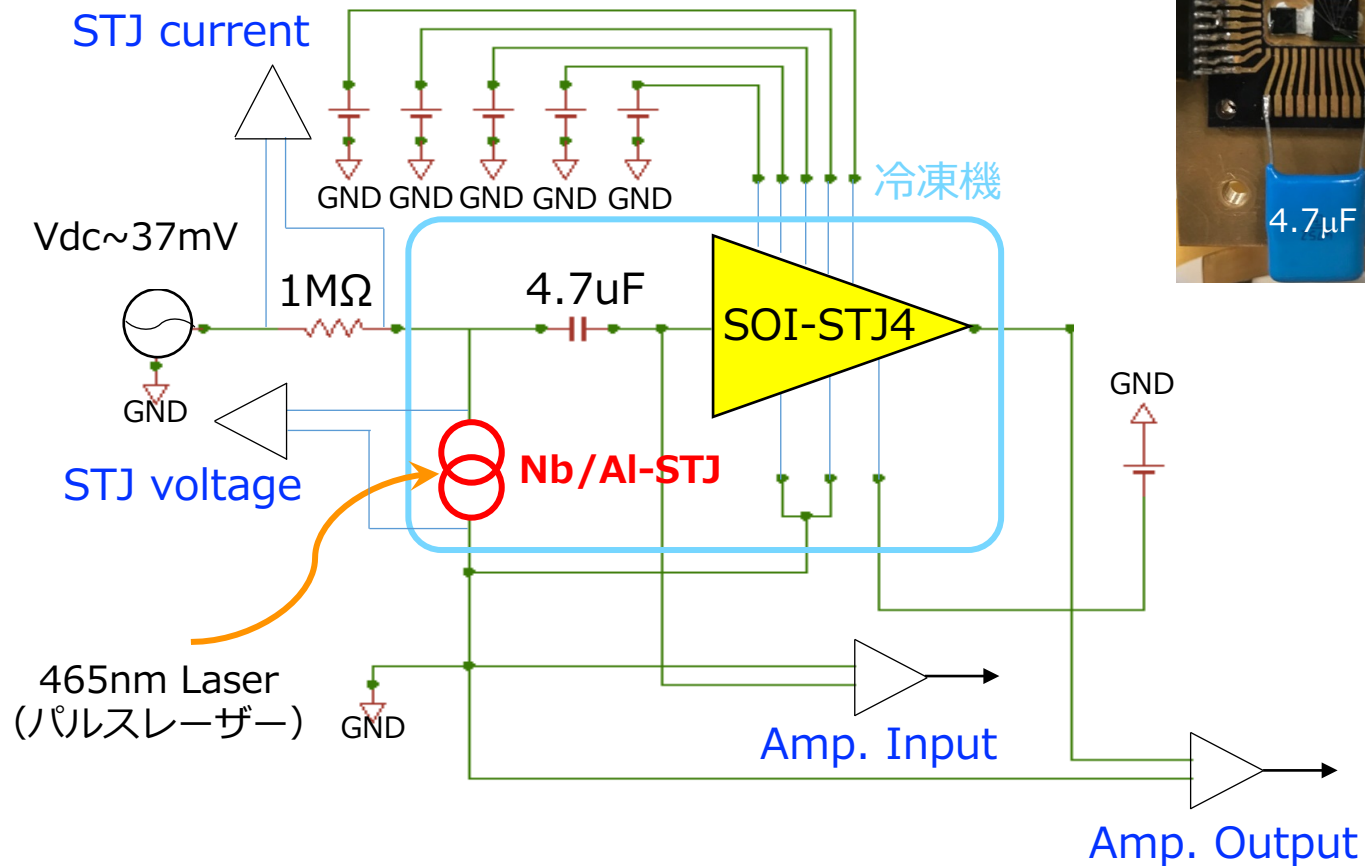 STJ current
GND GND GND GND GND
冷凍機
4.7μF
Vdc~37mV
1MΩ
4.7uF
SOI-STJ4
GND
GND
STJ voltage
Nb/Al-STJ
465nm Laser
(パルスレーザー)
GND
Amp. Input
Amp. Output